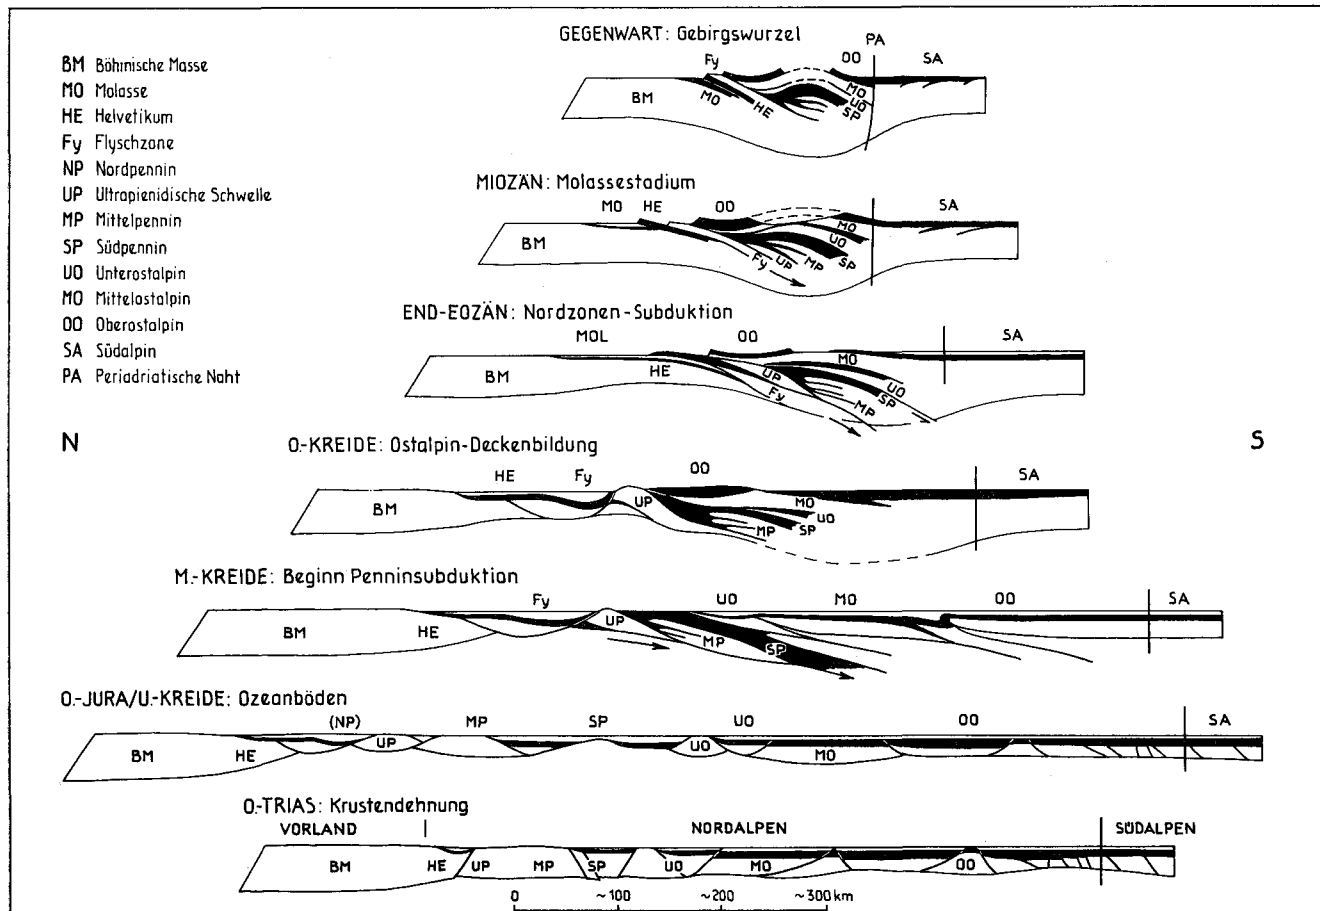 BM Böhmische Masse
MO Molasse
HE Helvetikum
Fy Flyschzone
NP Nordpennin
UP Ultrapienidische Schwelle
MP Mittelpennin
SP Südpennin
UO Unterostalpin
MO Mittelostalpin
OO Oberostalpin
SA Südalpin
PA Periadriatische Naht
GEGENWART: Gebirgswurzel
PA
Fy OO SA
BM MO HE MO UO SP
MIOZÄN: Molassestadium
MO HE OO SA
BM Fy UP MP SP UO MO
END-EOZÄN: Nordzonen-Subduktion
MOL OO SA
BM HE Fy UP MP SP UO MO
N S
O.-KREIDE: Ostalpin-Deckenbildung
HE Fy OO SA
BM UP MP SP UO MO
M.-KREIDE: Beginn Penninsubduktion
Fy UO MO OO SA
BM HE UP MP SP
O.-JURA/U.-KREIDE: Ozeanböden
(NP) MP SP UO OO SA
BM HE UP UO MO
O.-TRIAS: Krustendehnung
VORLAND NORDALPEN SÜDALPEN
BM HE UP MP SP UO MO OO
0 ~100 ~200 ~300 km